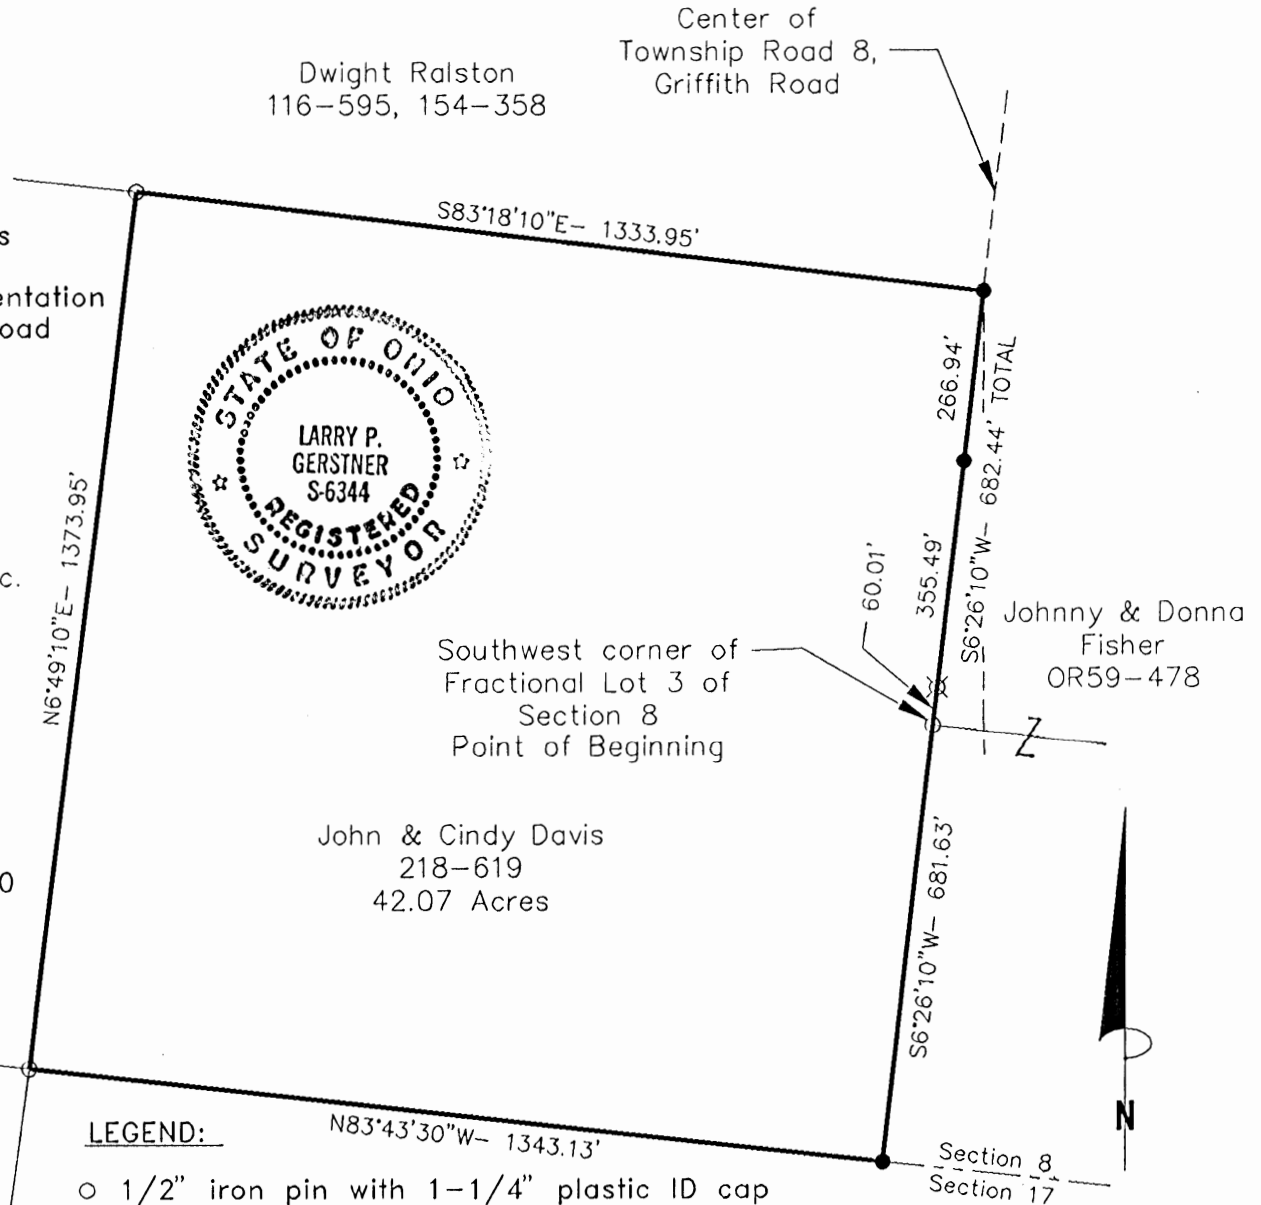 Center of
Township Road 8,
Griffith Road
Dwight Ralston
116-595, 154-358
S83°18'10"E- 1333.95'
s
entation
oad
STATE OF OHIO
LARRY P.
GERSTNER
S-6344
REGISTERED
SURVEYOR
266.94'
S6°26'10"W- 682.44' TOTAL
N6°49'10"E- 1373.95'
355.49'
60.01'
c.
Johnny & Donna
Fisher
OR59-478
Southwest corner of
Fractional Lot 3 of
Section 8
Point of Beginning
Z
John & Cindy Davis
218-619
42.07 Acres
0
S6°26'10"W- 681.63'
N
N83°43'30"W- 1343.13'
LEGEND:
Section 8
Section 17
○ 1/2" iron pin with 1-1/4" plastic ID cap